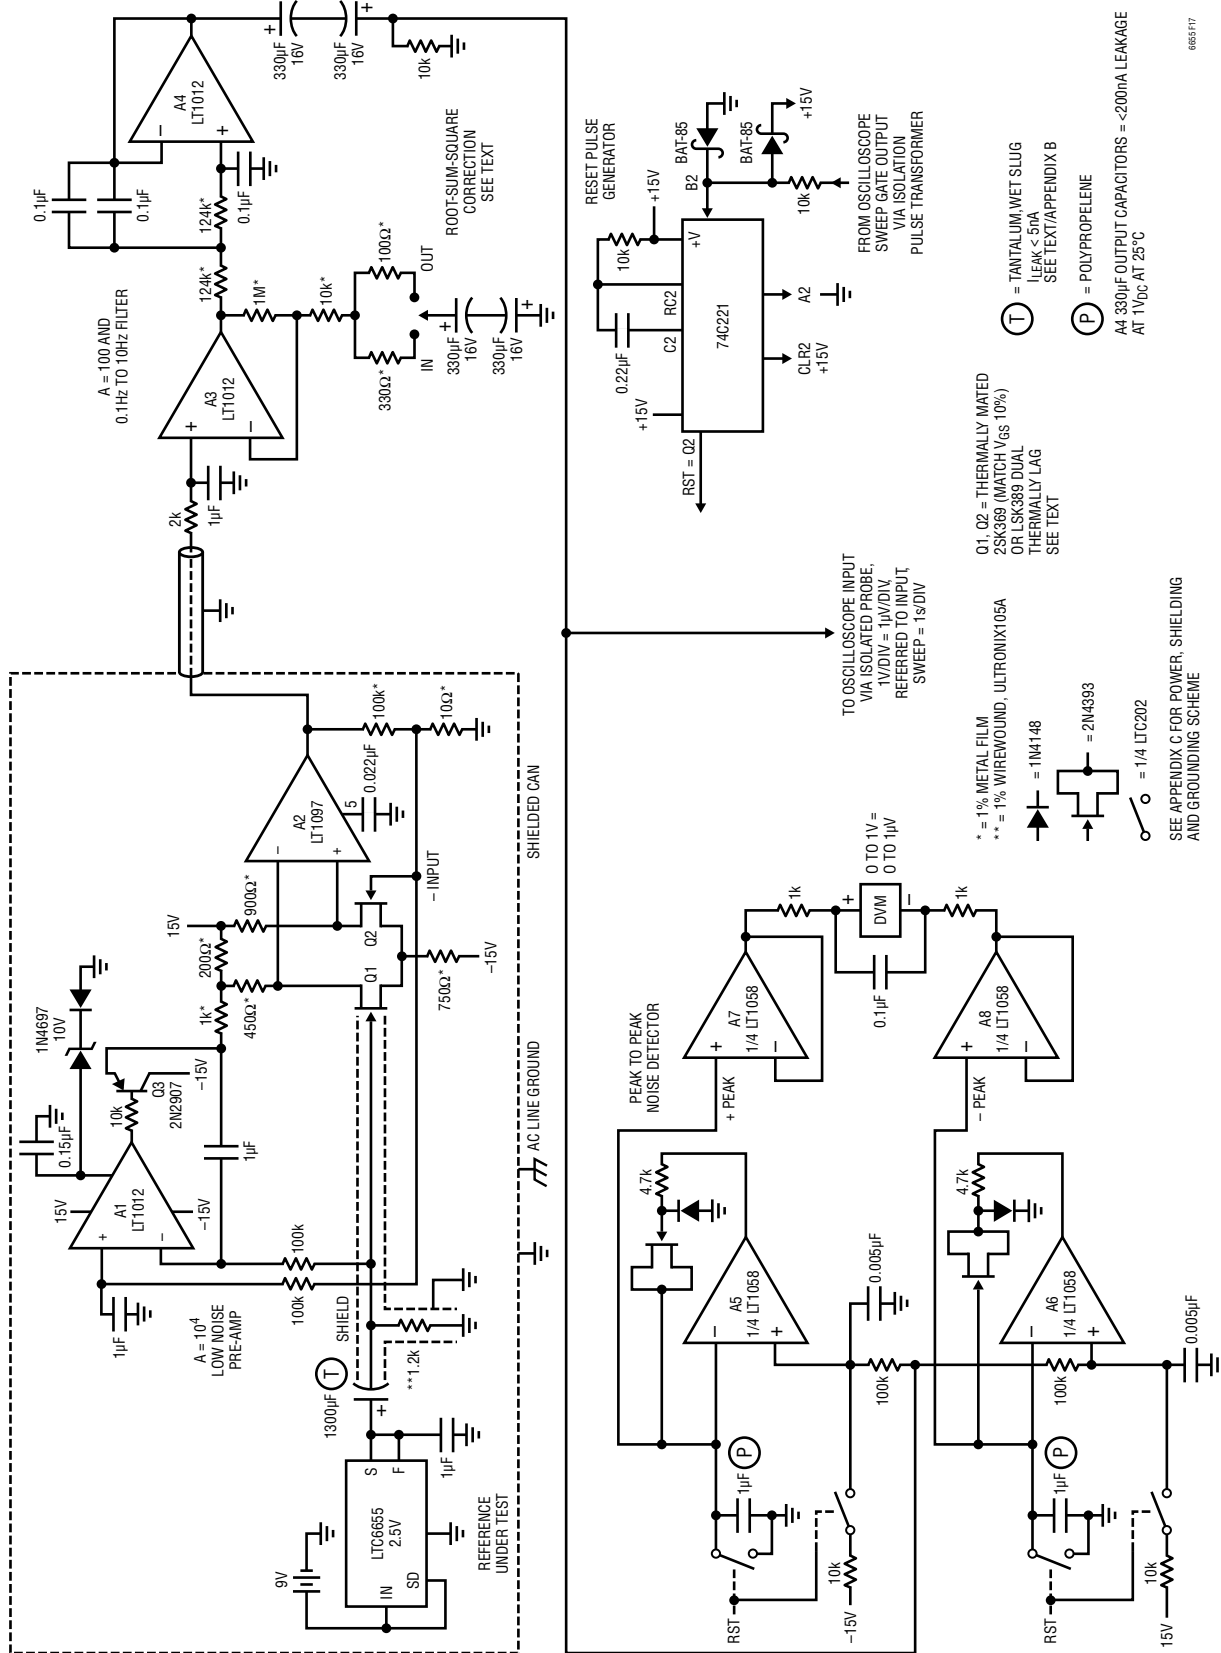 A = 10⁴
LOW NOISE
PRE-AMP
1µF
15V
+
–
A1
LT1012
–15V
0.15µF
1N4697
10V
10k
Q3
2N2907
–15V
1µF
1k*
200Ω*
15V
450Ω*
900Ω*
100k
100k
SHIELD
Q1
Q2
750Ω*
–15V
– INPUT
–
+
A2
LT1097
5
0.022µF
100k*
10Ω*
1300µF
T
+
**1.2k
9V
IN
SD
LTC6655
2.5V
S
F
1µF
REFERENCE
UNDER TEST
AC LINE GROUND
SHIELDED CAN
2k
1µF
A = 100 AND
0.1Hz TO 10Hz FILTER
+
–
A3
LT1012
124k*
1M*
10k*
330Ω*
100Ω*
IN
OUT
+
330µF
16V
330µF
16V
+
ROOT-SUM-SQUARE
CORRECTION
SEE TEXT
0.1µF
0.1µF
124k*
0.1µF
–
+
A4
LT1012
+
330µF
16V
+
330µF
16V
10k
TO OSCILLOSCOPE INPUT
VIA ISOLATED PROBE,
1V/DIV = 1µV/DIV,
REFERRED TO INPUT,
SWEEP = 1s/DIV
RESET PULSE
GENERATOR
+15V
0.22µF
10k
+15V
C2
RC2
+V
74C221
RST = Q2
CLR2
+15V
A2
B2
BAT-85
BAT-85
+15V
10k
FROM OSCILLOSCOPE
SWEEP GATE OUTPUT
VIA ISOLATION
PULSE TRANSFORMER
PEAK TO PEAK
NOISE DETECTOR
RST
1µF
P
10k
–15V
4.7k
–
+
A5
1/4 LT1058
0.005µF
100k
+ PEAK
+
–
A7
1/4 LT1058
1k
+
DVM
–
0 TO 1V =
0 TO 1µV
0.1µF
1k
RST
1µF
P
10k
15V
4.7k
–
+
A6
1/4 LT1058
100k
0.005µF
– PEAK
+
–
A8
1/4 LT1058
* = 1% METAL FILM
** = 1% WIREWOUND, ULTRONIX105A
= 1N4148
= 2N4393
= 1/4 LTC202
SEE APPENDIX C FOR POWER, SHIELDING
AND GROUNDING SCHEME
Q1, Q2 = THERMALLY MATED
2SK369 (MATCH VGS 10%)
OR LSK389 DUAL
THERMALLY LAG
SEE TEXT
T = TANTALUM,WET SLUG
ILEAK < 5nA
SEE TEXT/APPENDIX B
P = POLYPROPELENE
A4 330µF OUTPUT CAPACITORS = <200nA LEAKAGE
AT 1VDC AT 25°C
6655 F17